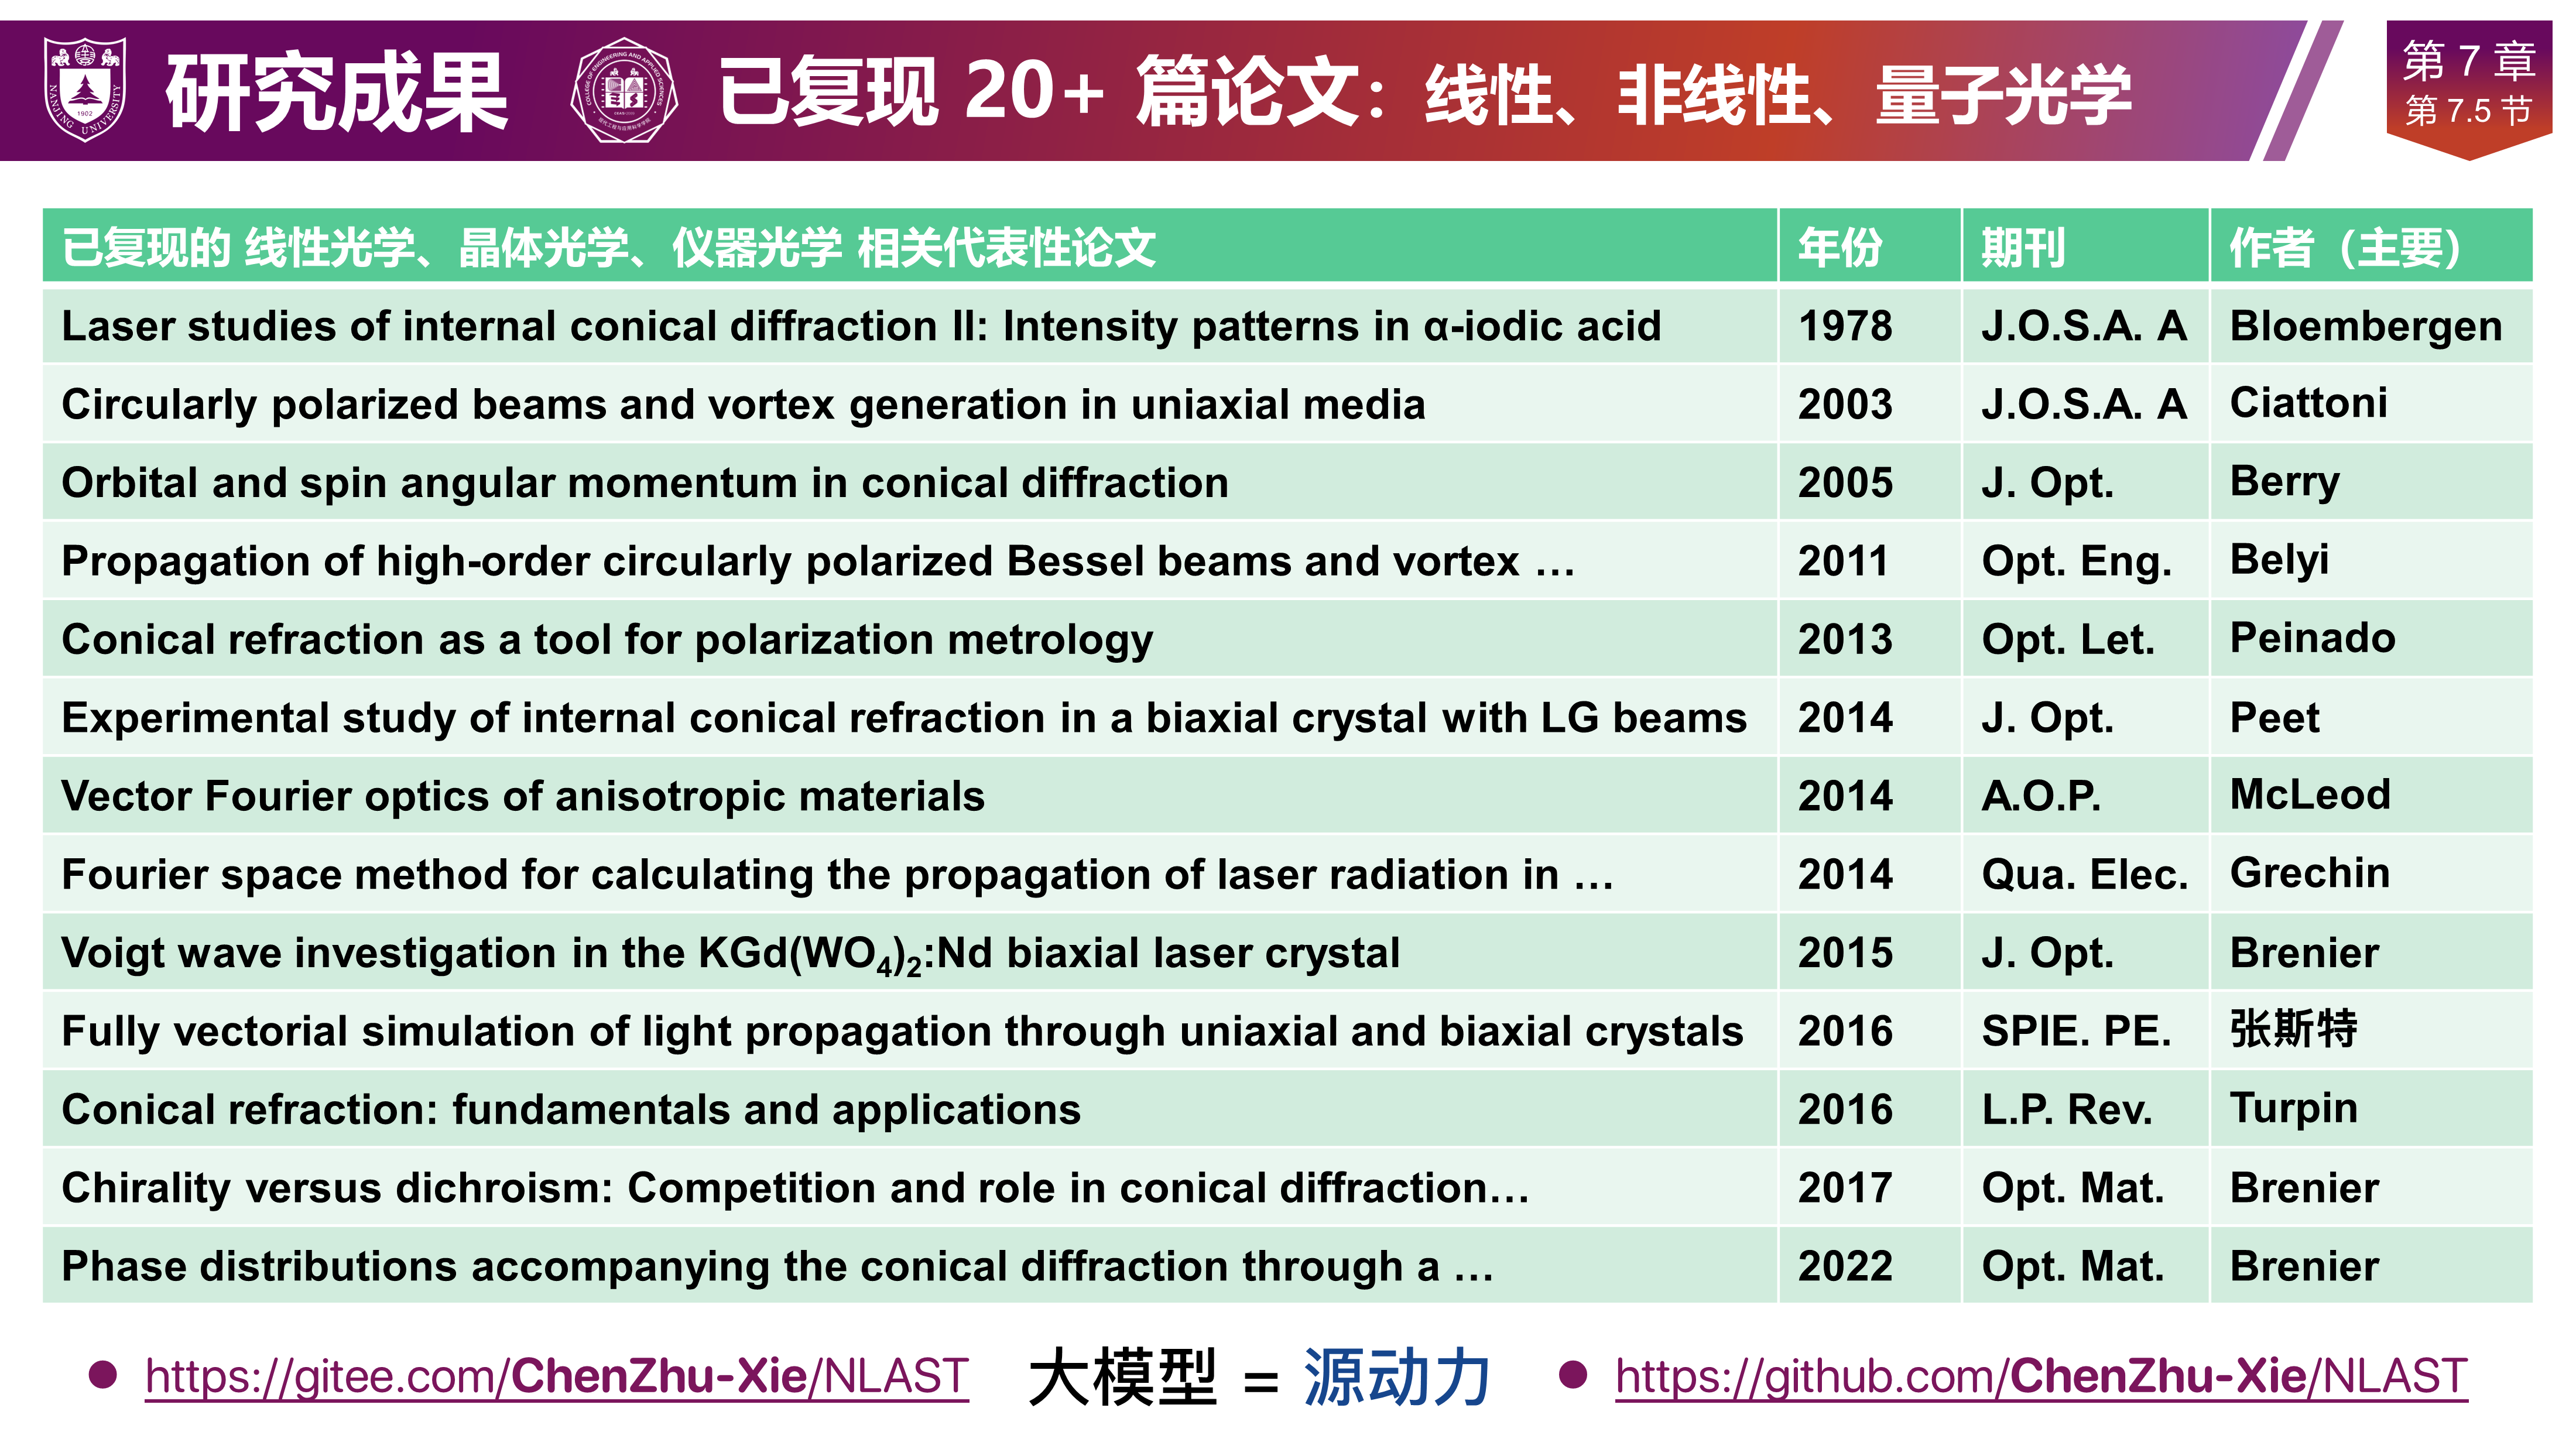 研究成果
已复现 20+ 篇论文：线性、非线性、量子光学
第 7 章
第 7.5 节
NANJING UNIVERSITY
1902
COLLEGE OF ENGINEERING AND APPLIED SCIENCES
已复现的 线性光学、晶体光学、仪器光学 相关代表性论文 年份 期刊 作者（主要）
Laser studies of internal conical diffraction II: Intensity patterns in α-iodic acid 1978 J.O.S.A. A Bloembergen
Circularly polarized beams and vortex generation in uniaxial media 2003 J.O.S.A. A Ciattoni
Orbital and spin angular momentum in conical diffraction 2005 J. Opt. Berry
Propagation of high-order circularly polarized Bessel beams and vortex … 2011 Opt. Eng. Belyi
Conical refraction as a tool for polarization metrology 2013 Opt. Let. Peinado
Experimental study of internal conical refraction in a biaxial crystal with LG beams 2014 J. Opt. Peet
Vector Fourier optics of anisotropic materials 2014 A.O.P. McLeod
Fourier space method for calculating the propagation of laser radiation in … 2014 Qua. Elec. Grechin
Voigt wave investigation in the KGd(WO₄)₂:Nd biaxial laser crystal 2015 J. Opt. Brenier
Fully vectorial simulation of light propagation through uniaxial and biaxial crystals 2016 SPIE. PE. 张斯特
Conical refraction: fundamentals and applications 2016 L.P. Rev. Turpin
Chirality versus dichroism: Competition and role in conical diffraction… 2017 Opt. Mat. Brenier
Phase distributions accompanying the conical diffraction through a … 2022 Opt. Mat. Brenier
● https://gitee.com/ChenZhu-Xie/NLAST 大模型 = 源动力 ● https://github.com/ChenZhu-Xie/NLAST